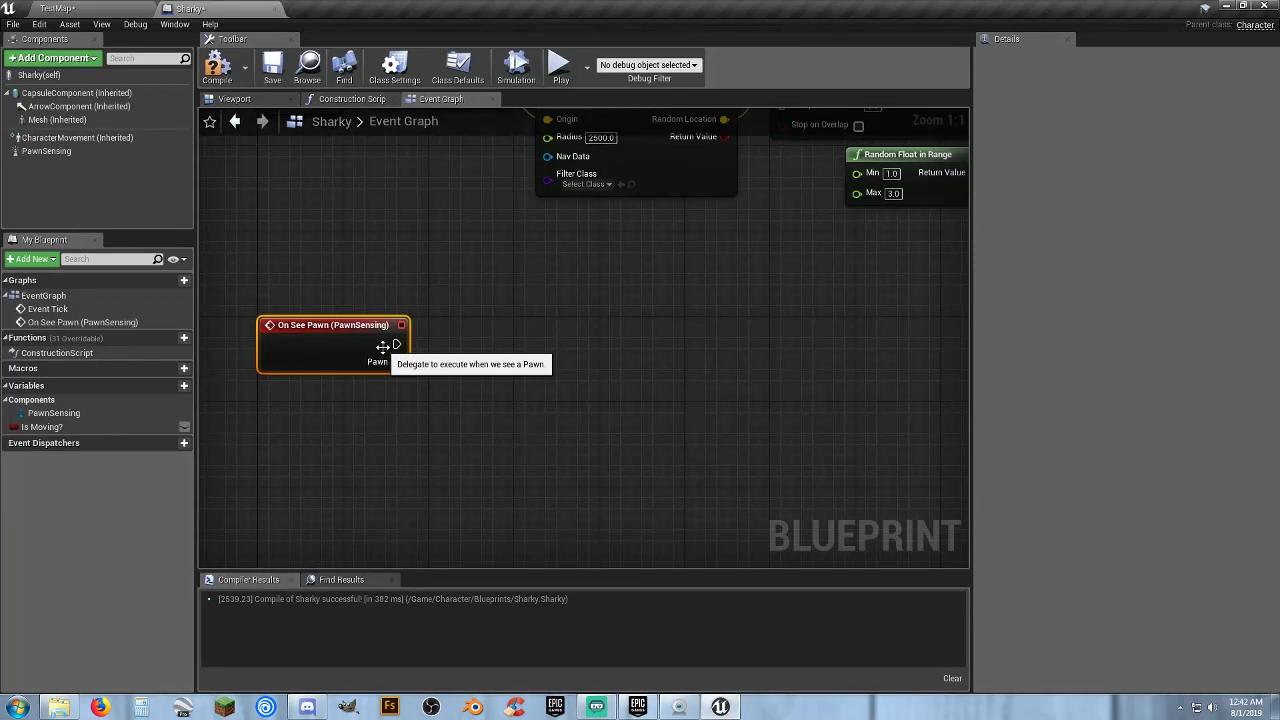 TestMap*
Sharky*
File Edit Asset View Debug Window Help
Parent class: Character
Components
+ Add Component
Search
Sharky(self)
CapsuleComponent (Inherited)
ArrowComponent (Inherited)
Mesh (Inherited)
CharacterMovement (Inherited)
PawnSensing
Toolbar
Compile
Save
Browse
Find
Class Settings
Class Defaults
Simulation
Play
No debug object selected
Debug Filter
Details
Viewport
Construction Scrip
Event Graph
Sharky > Event Graph
Zoom 1:1
Origin
Random Location
Radius 2500.0
Return Value
Nav Data
Filter Class
Select Class
Stop on Overlap
f Random Float in Range
Min 1.0
Return Value
Max 3.0
On See Pawn (PawnSensing)
Pawn
Delegate to execute when we see a Pawn
BLUEPRINT
My Blueprint
+ Add New
Search
Graphs
EventGraph
Event Tick
On See Pawn (PawnSensing)
Functions (31 Overridable)
ConstructionScript
Macros
Variables
Components
PawnSensing
Is Moving?
Event Dispatchers
Compiler Results
Find Results
[2539.23] Compile of Sharky successful! [in 382 ms] (/Game/Character/Blueprints/Sharky.Sharky)
Clear
Fs
EPIC GAMES
EPIC GAMES
12:42 AM
8/1/2019